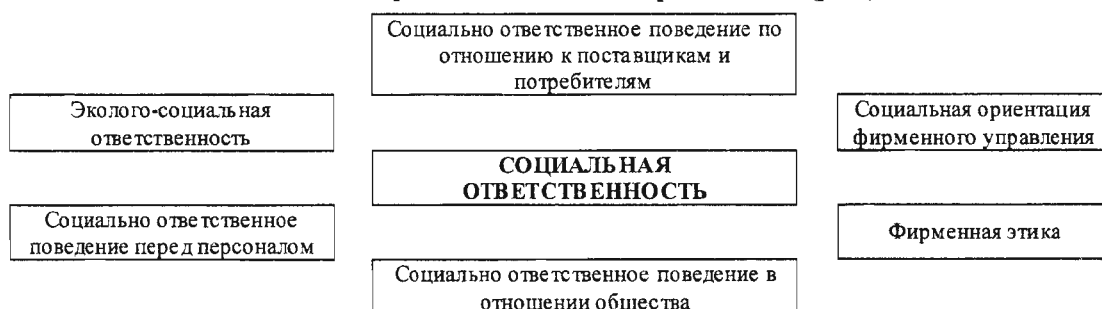 Социально ответственное поведение по
отношению к поставщикам и
потребителям
Эколого-социальная
ответственность
Социальная ориентация
фирменного управления
СОЦИАЛЬНАЯ
ОТВЕТСТВЕННОСТЬ
Социально ответственное
поведение перед персоналом
Фирменная этика
Социально ответственное поведение в
отношении общества